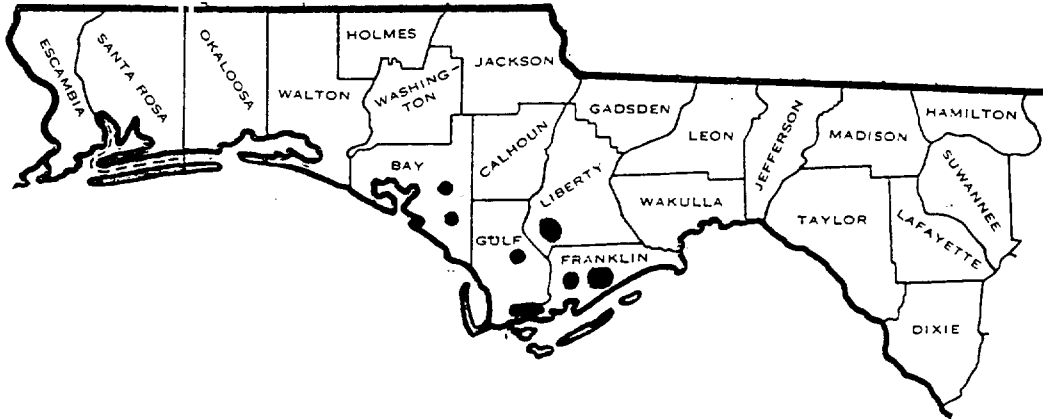 ESCAMBIA
SANTA ROSA
OKALOOSA
WALTON
HOLMES
WASHING-
TON
JACKSON
BAY
CALHOUN
GULF
GADSDEN
LIBERTY
FRANKLIN
LEON
WAKULLA
JEFFERSON
MADISON
TAYLOR
HAMILTON
SUWANNEE
LAFAYETTE
DIXIE